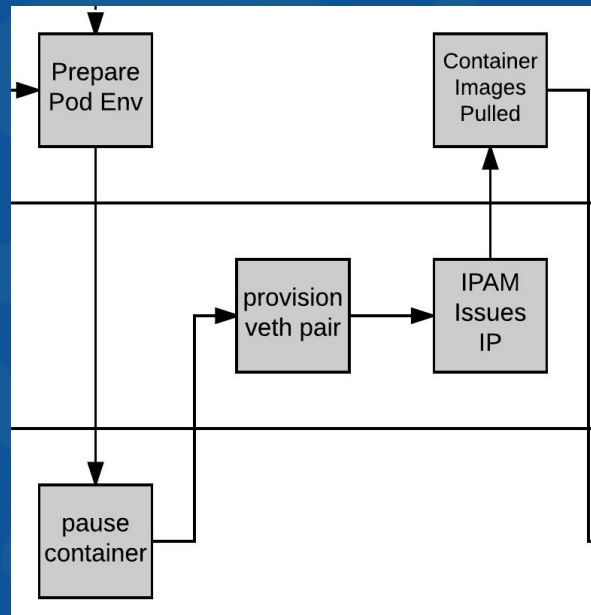 Prepare
Pod Env
Container
Images
Pulled
provision
veth pair
IPAM
Issues
IP
pause
container